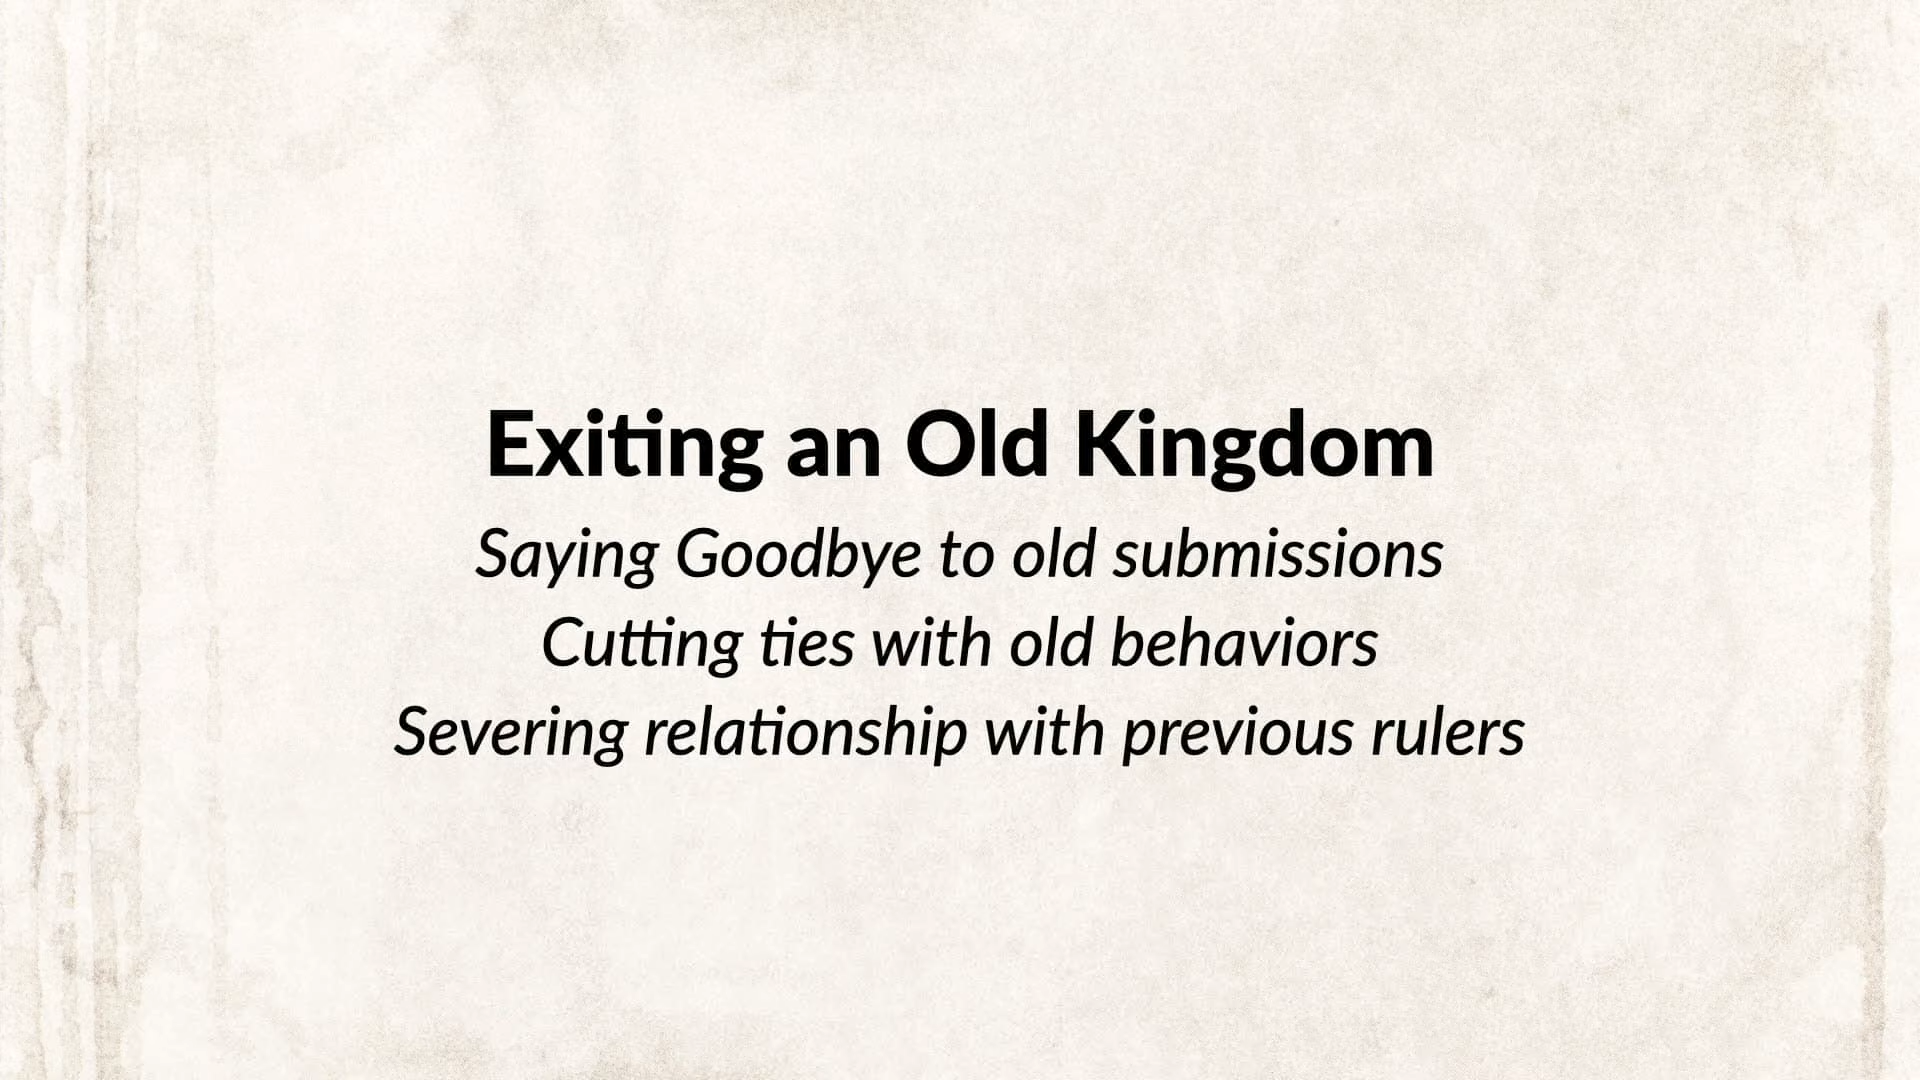 Exiting an Old Kingdom
Saying Goodbye to old submissions
Cutting ties with old behaviors
Severing relationship with previous rulers